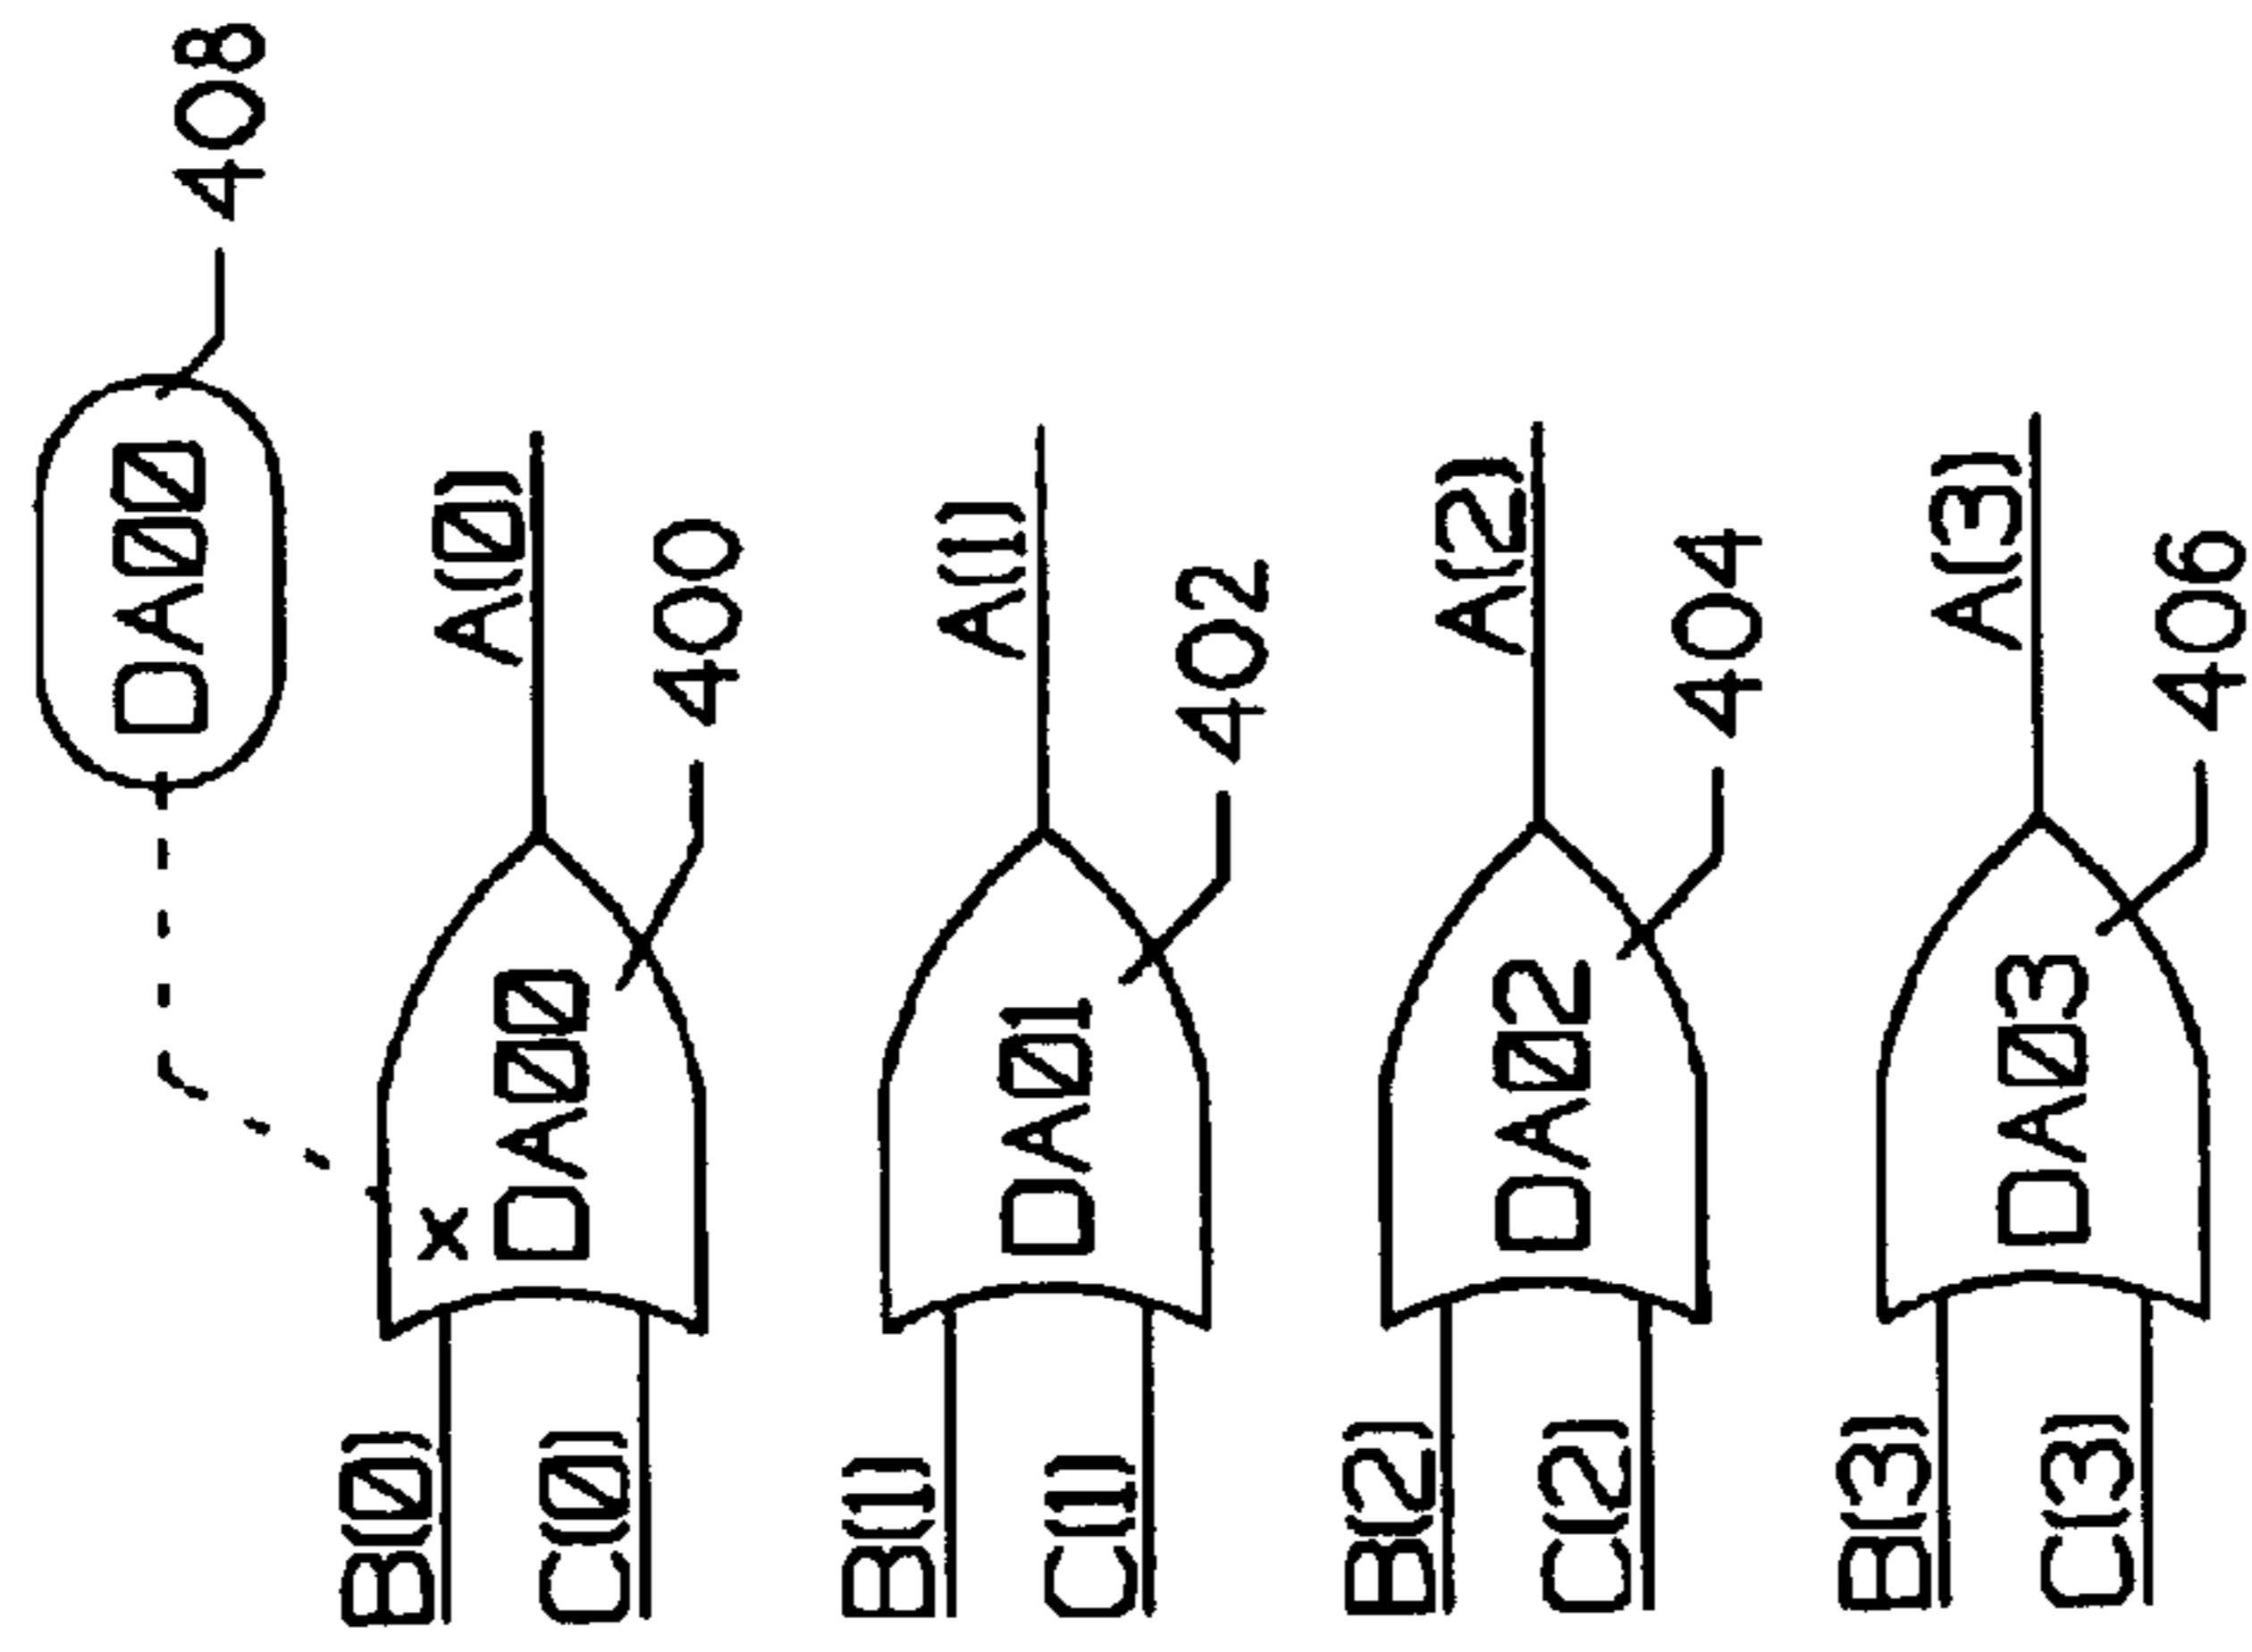 DA00
408
B(0)
x
A(0)
DA00
C(0)
400
B(1)
A(1)
DA01
C(1)
402
B(2)
A(2)
DA02
C(2)
404
B(3)
A(3)
DA03
C(3)
406